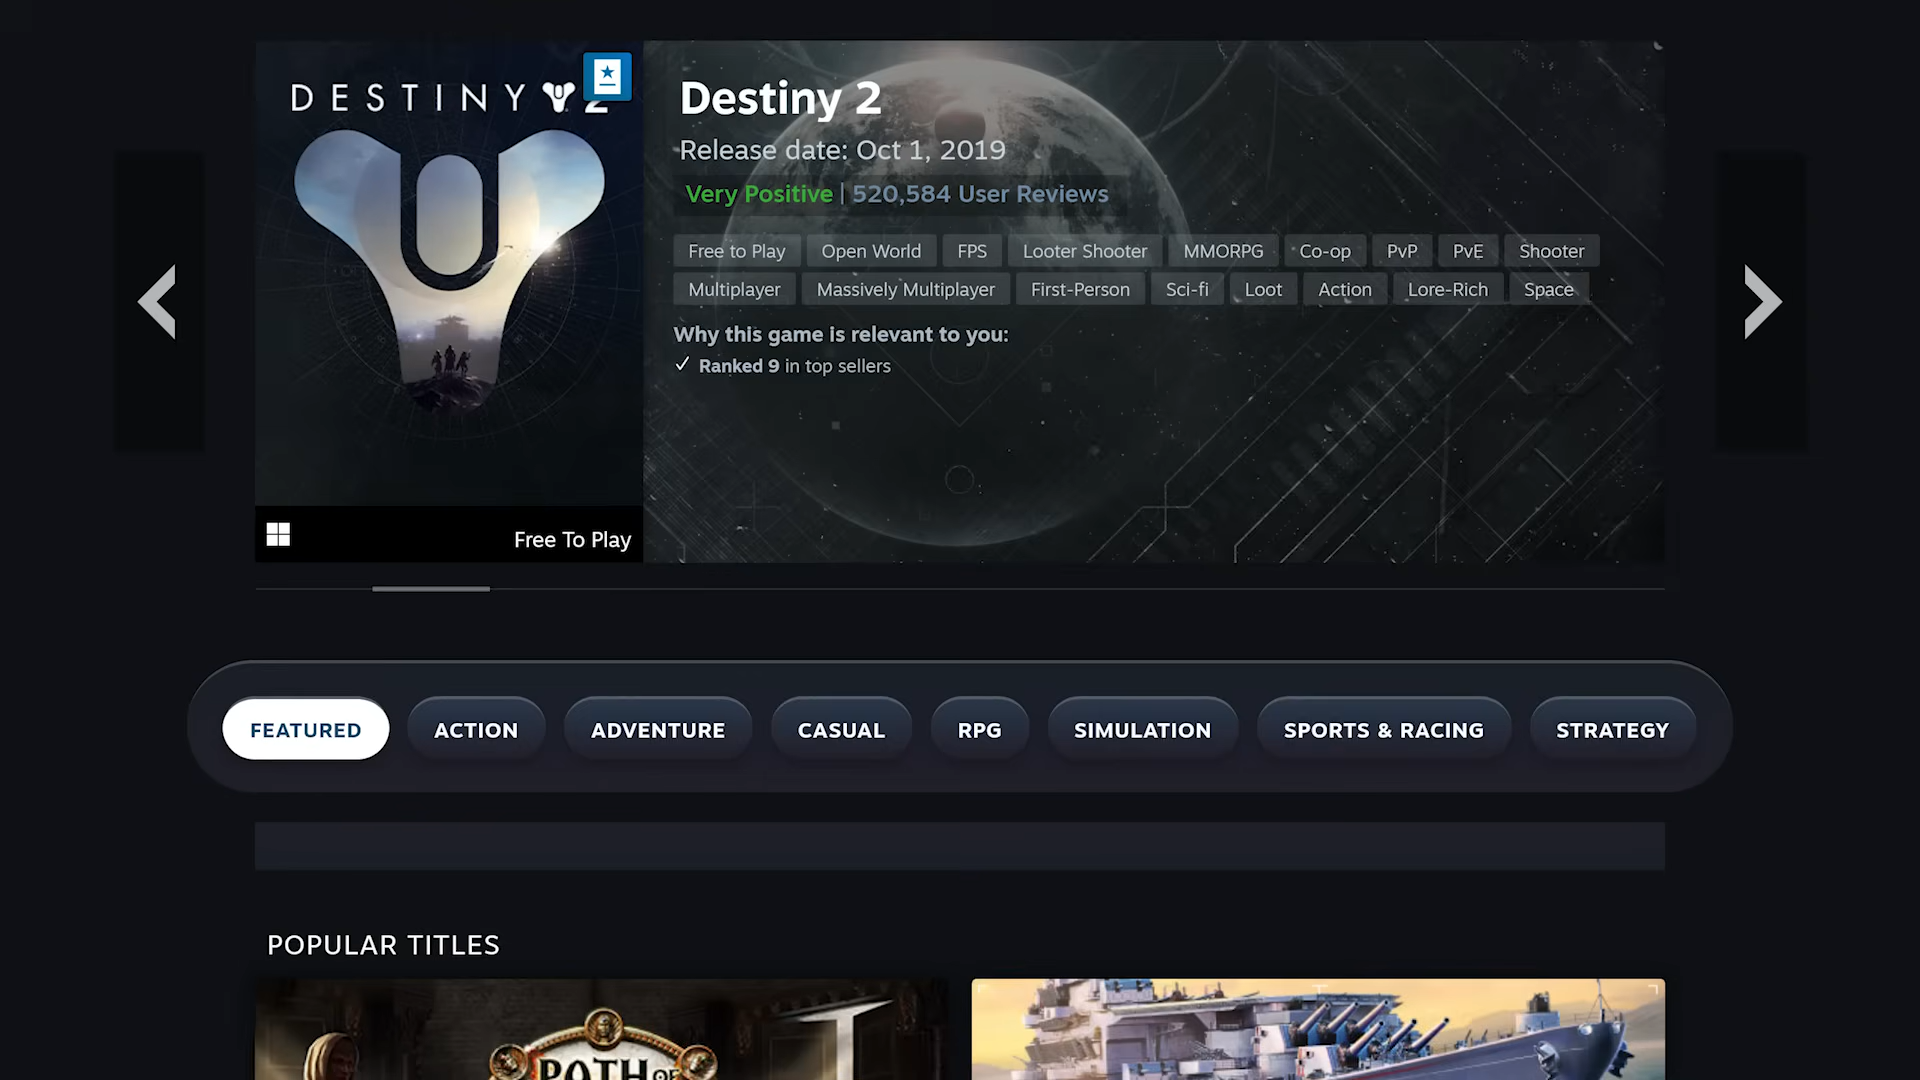 DESTINY 2
Destiny 2
Release date: Oct 1, 2019
Very Positive | 520,584 User Reviews
Free to Play Open World FPS Looter Shooter MMORPG Co-op PvP PvE Shooter
Multiplayer Massively Multiplayer First-Person Sci-fi Loot Action Lore-Rich Space
Why this game is relevant to you:
✓ Ranked 9 in top sellers
Free To Play
FEATURED ACTION ADVENTURE CASUAL RPG SIMULATION SPORTS & RACING STRATEGY
POPULAR TITLES
PATH OF